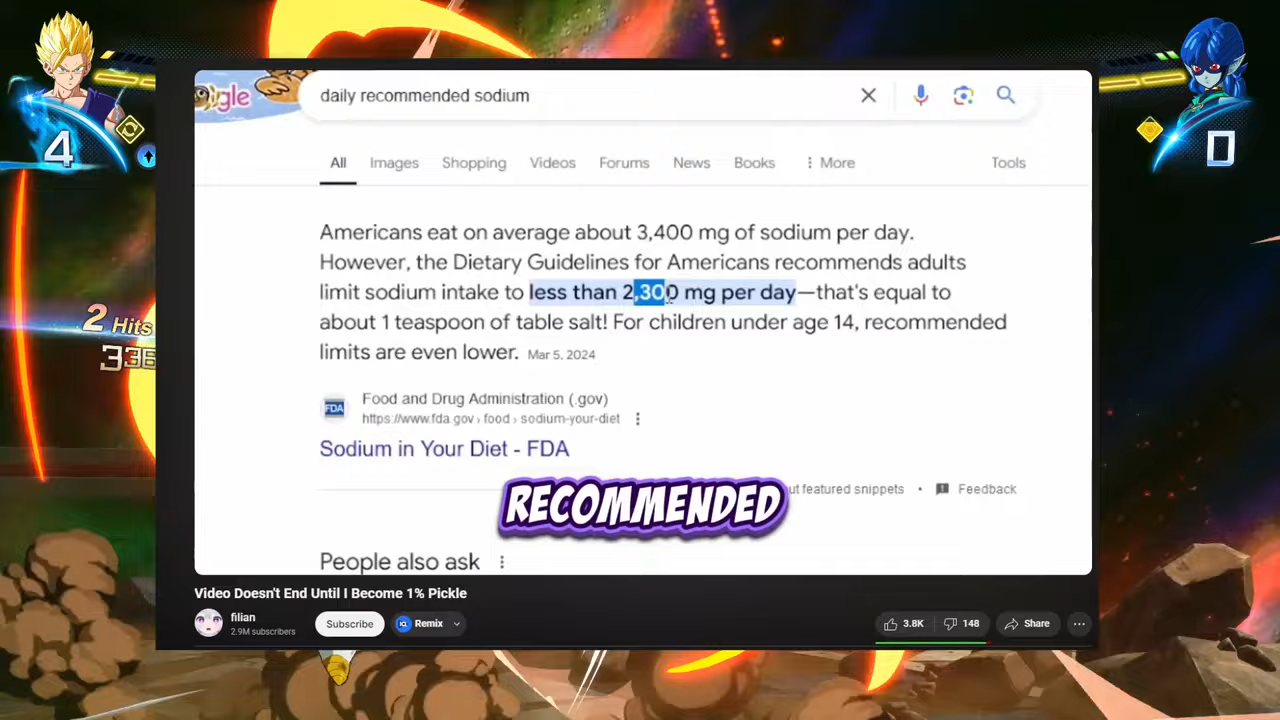 4
0
gle
daily recommended sodium
All Images Shopping Videos Forums News Books More Tools
Americans eat on average about 3,400 mg of sodium per day.
However, the Dietary Guidelines for Americans recommends adults
limit sodium intake to less than 2,300 mg per day—that's equal to
about 1 teaspoon of table salt! For children under age 14, recommended
limits are even lower. Mar 5, 2024
2 Hits
336
FDA
Food and Drug Administration (.gov)
https://www.fda.gov › food › sodium-your-diet
Sodium in Your Diet - FDA
RECOMMENDED
ut featured snippets • Feedback
People also ask
Video Doesn't End Until I Become 1% Pickle
filian
2.9M subscribers
Subscribe
Remix
3.8K
148
Share